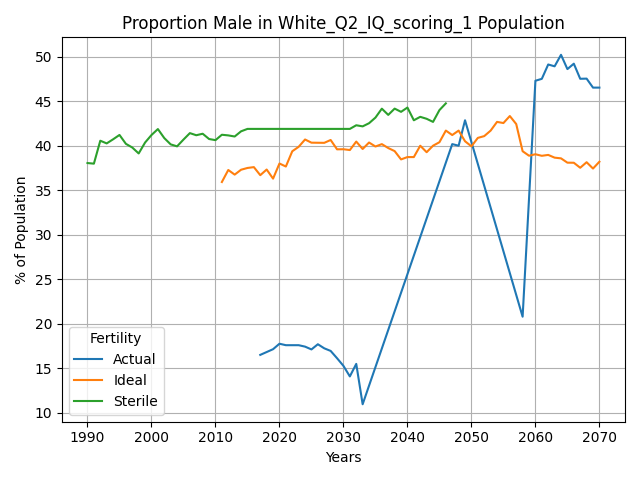 Proportion Male in White_Q2_IQ_scoring_1 Population
50
45
40
35
30
25
20
15
10
% of Population
Fertility
Actual
Ideal
Sterile
1990 2000 2010 2020 2030 2040 2050 2060 2070
Years